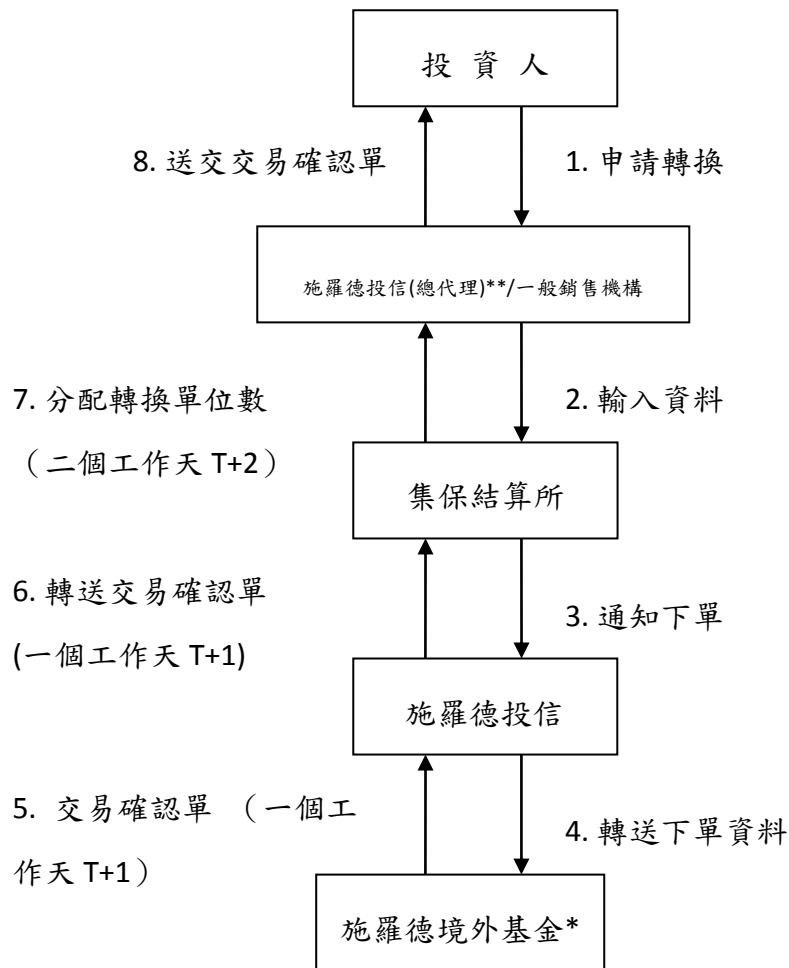 投 資 人
8. 送交交易確認單
1. 申請轉換
施羅德投信(總代理)**/一般銷售機構
7. 分配轉換單位數
（二個工作天 T+2）
2. 輸入資料
集保結算所
6. 轉送交易確認單
(一個工作天 T+1)
3. 通知下單
施羅德投信
5. 交易確認單 （一個工
作天 T+1）
4. 轉送下單資料
施羅德境外基金*